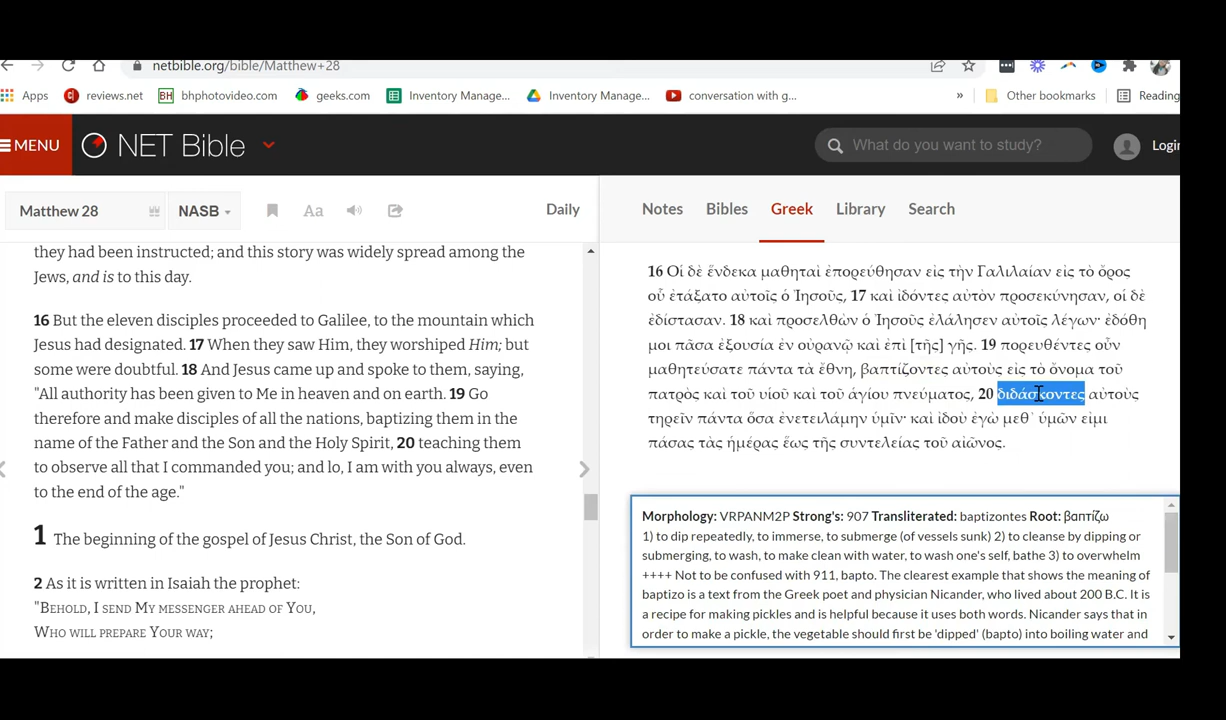 netbible.org/bible/Matthew+28
Apps reviews.net BH bhphotovideo.com geeks.com Inventory Manage... Inventory Manage... conversation with g... » Other bookmarks Reading
MENU NET Bible What do you want to study? Login
Matthew 28 NASB Aa Daily
Notes Bibles Greek Library Search
they had been instructed; and this story was widely spread among the
Jews, and is to this day.
16 But the eleven disciples proceeded to Galilee, to the mountain which
Jesus had designated. 17 When they saw Him, they worshiped Him; but
some were doubtful. 18 And Jesus came up and spoke to them, saying,
"All authority has been given to Me in heaven and on earth. 19 Go
therefore and make disciples of all the nations, baptizing them in the
name of the Father and the Son and the Holy Spirit, 20 teaching them
to observe all that I commanded you; and lo, I am with you always, even
to the end of the age."
1 The beginning of the gospel of Jesus Christ, the Son of God.
2 As it is written in Isaiah the prophet:
"BEHOLD, I SEND MY MESSENGER AHEAD OF YOU,
WHO WILL PREPARE YOUR WAY;
16 Οἱ δὲ ἕνδεκα μαθηταὶ ἐπορεύθησαν εἰς τὴν Γαλιλαίαν εἰς τὸ ὄρος
οὗ ἐτάξατο αὐτοῖς ὁ Ἰησοῦς, 17 καὶ ἰδόντες αὐτὸν προσεκύνησαν, οἱ δὲ
ἐδίστασαν. 18 καὶ προσελθὼν ὁ Ἰησοῦς ἐλάλησεν αὐτοῖς λέγων· ἐδόθη
μοι πᾶσα ἐξουσία ἐν οὐρανῷ καὶ ἐπὶ [τῆς] γῆς. 19 πορευθέντες οὖν
μαθητεύσατε πάντα τὰ ἔθνη, βαπτίζοντες αὐτοὺς εἰς τὸ ὄνομα τοῦ
πατρὸς καὶ τοῦ υἱοῦ καὶ τοῦ ἁγίου πνεύματος, 20 διδάσκοντες αὐτοὺς
τηρεῖν πάντα ὅσα ἐνετειλάμην ὑμῖν· καὶ ἰδοὺ ἐγὼ μεθ᾽ ὑμῶν εἰμι
πάσας τὰς ἡμέρας ἕως τῆς συντελείας τοῦ αἰῶνος.
Morphology: VRPANM2P Strong's: 907 Transliterated: baptizontes Root: βαπτίζω
1) to dip repeatedly, to immerse, to submerge (of vessels sunk) 2) to cleanse by dipping or
submerging, to wash, to make clean with water, to wash one's self, bathe 3) to overwhelm
++++ Not to be confused with 911, bapto. The clearest example that shows the meaning of
baptizo is a text from the Greek poet and physician Nicander, who lived about 200 B.C. It is
a recipe for making pickles and is helpful because it uses both words. Nicander says that in
order to make a pickle, the vegetable should first be 'dipped' (bapto) into boiling water and